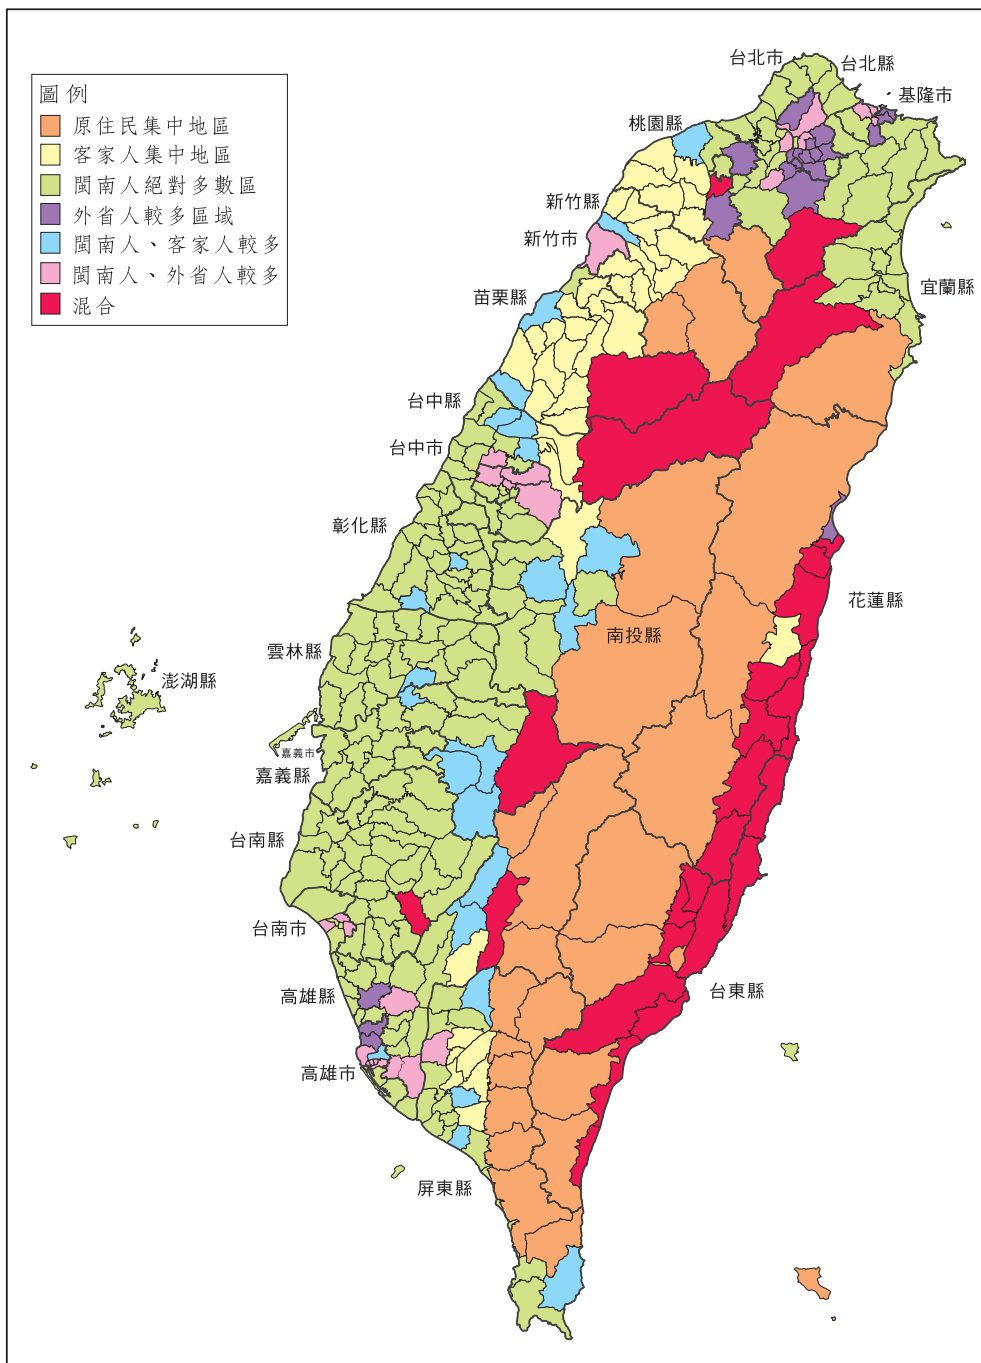 圖例
原住民集中地區
客家人集中地區
閩南人絕對多數區
外省人較多區域
閩南人、客家人較多
閩南人、外省人較多
混合
台北市
台北縣
基隆市
桃園縣
新竹縣
新竹市
宜蘭縣
苗栗縣
台中縣
台中市
彰化縣
花蓮縣
南投縣
雲林縣
澎湖縣
嘉義市
嘉義縣
台南縣
台南市
高雄縣
台東縣
高雄市
屏東縣